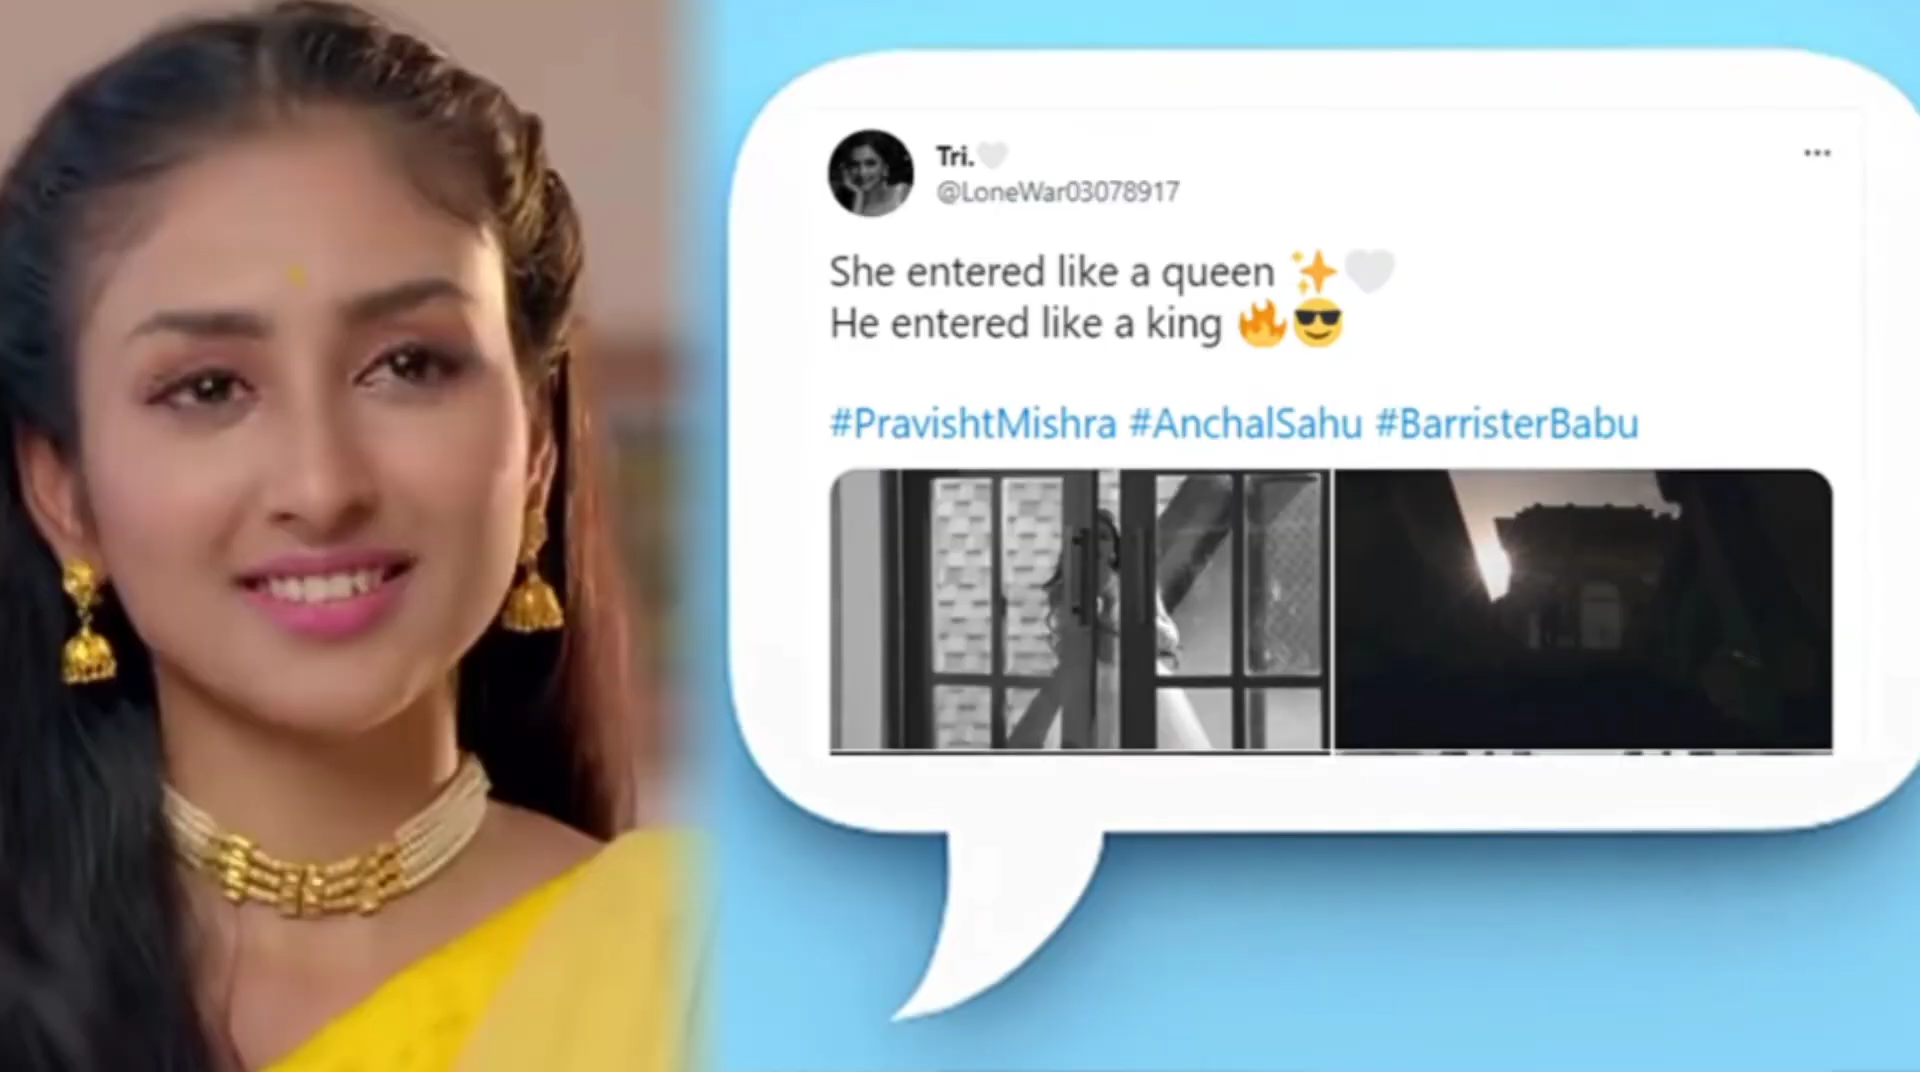 Tri.🤍
@LoneWar03078917
She entered like a queen ✨🤍
He entered like a king 🔥😎
#PravishtMishra #AnchalSahu #BarristerBabu